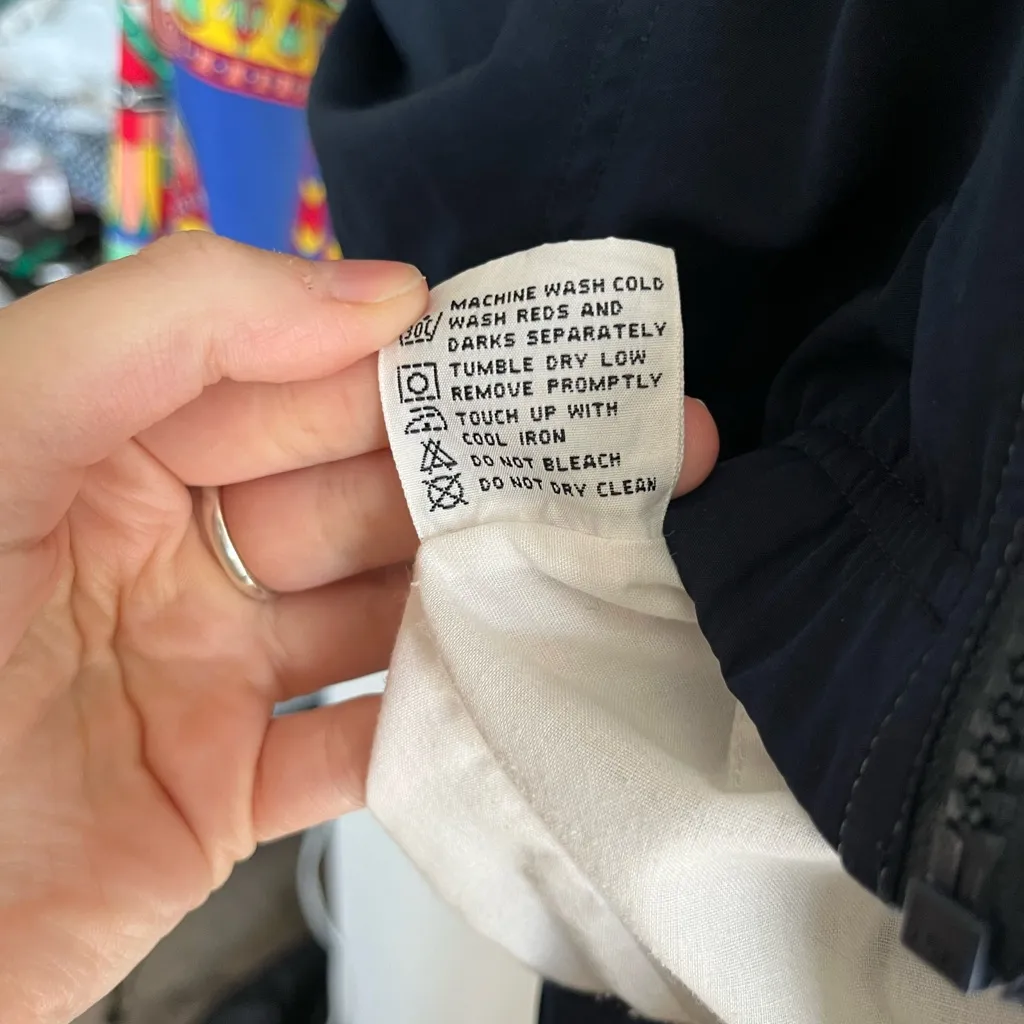 MACHINE WASH COLD
30C WASH REDS AND
DARKS SEPARATELY
TUMBLE DRY LOW
REMOVE PROMPTLY
TOUCH UP WITH
COOL IRON
DO NOT BLEACH
DO NOT DRY CLEAN